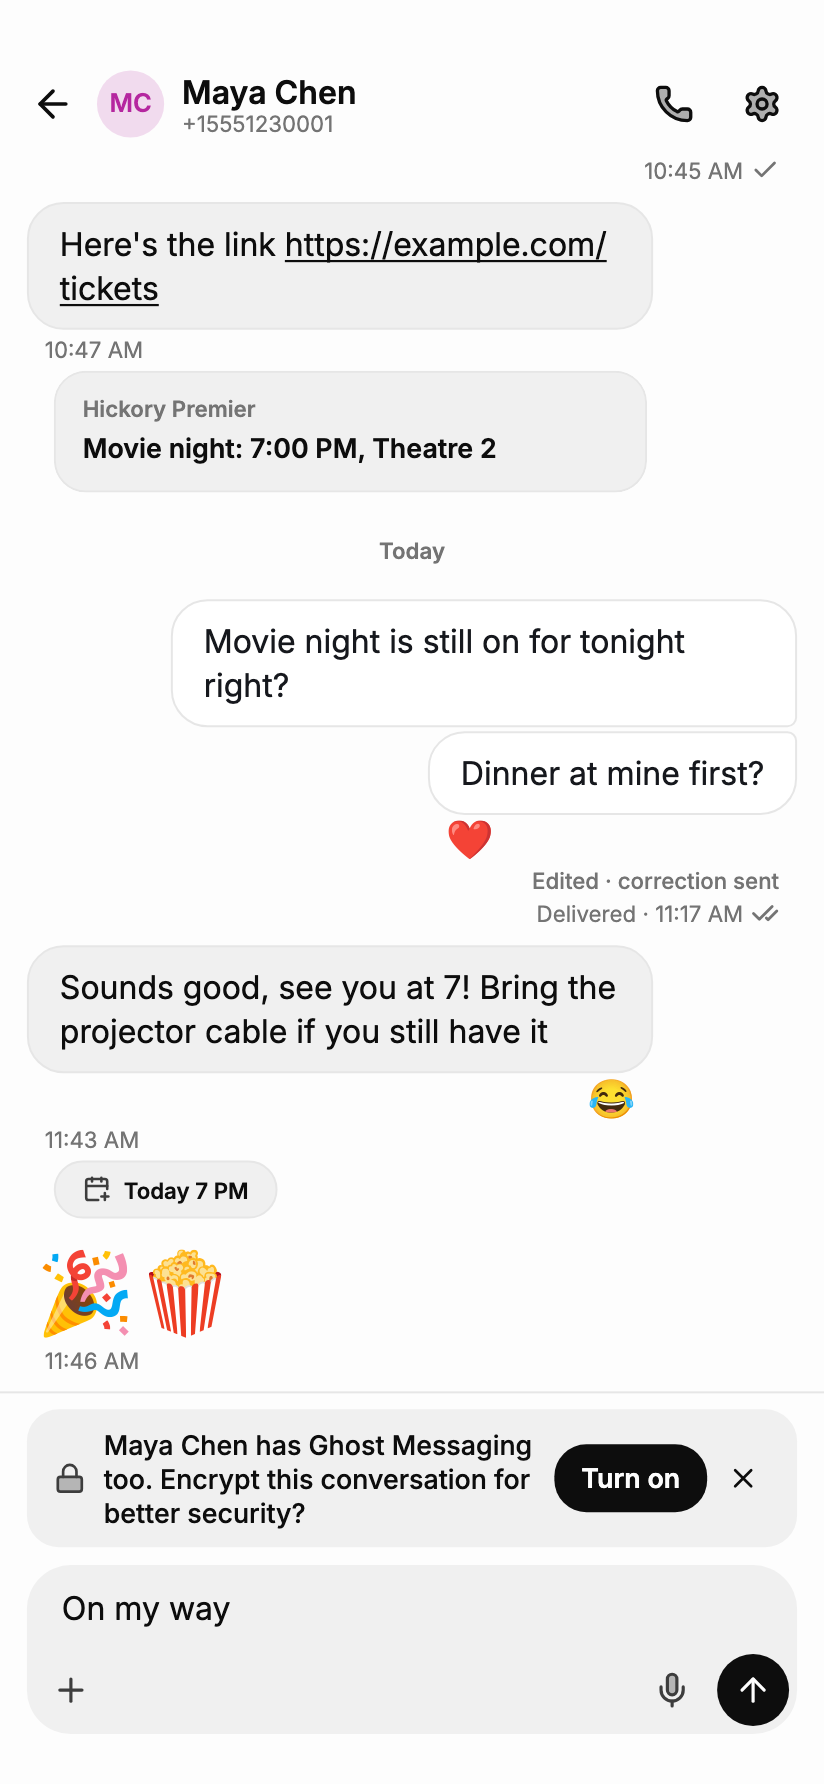 MC
Maya Chen
+15551230001
10:45 AM
Here's the link https://example.com/
tickets
10:47 AM
Hickory Premier
Movie night: 7:00 PM, Theatre 2
Today
Movie night is still on for tonight
right?
Dinner at mine first?
Edited · correction sent
Delivered · 11:17 AM
Sounds good, see you at 7! Bring the
projector cable if you still have it
11:43 AM
Today 7 PM
11:46 AM
Maya Chen has Ghost Messaging
too. Encrypt this conversation for
better security?
Turn on
On my way